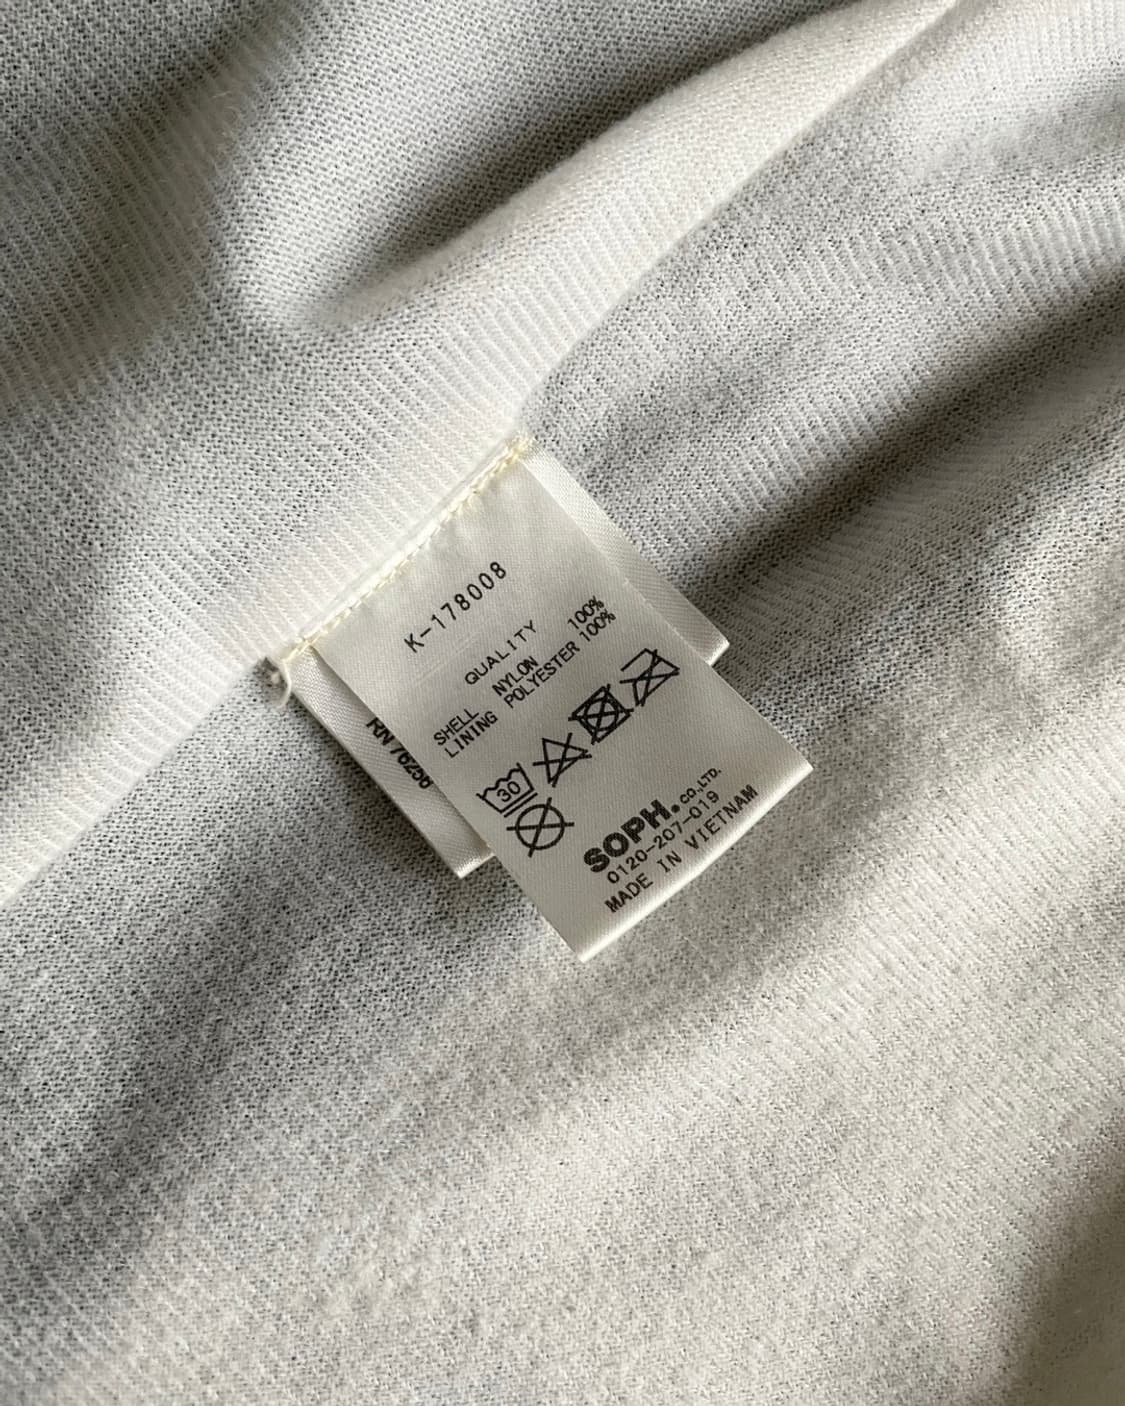 K-178008
QUALITY
SHELL NYLON 100%
LINING POLYESTER 100%
30
SOPH. CO.,LTD.
0120-207-019
MADE IN VIETNAM